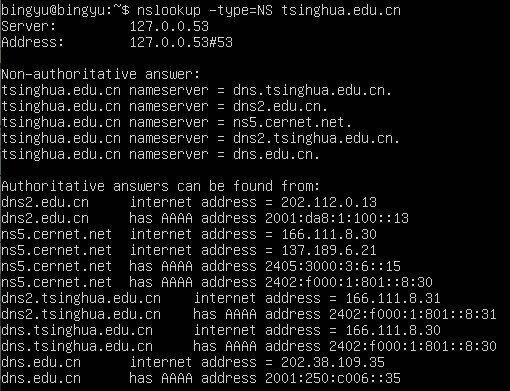 bingyu@bingyu:~$ nslookup -type=NS tsinghua.edu.cn
Server:         127.0.0.53
Address:        127.0.0.53#53

Non-authoritative answer:
tsinghua.edu.cn nameserver = dns.tsinghua.edu.cn.
tsinghua.edu.cn nameserver = dns2.edu.cn.
tsinghua.edu.cn nameserver = ns5.cernet.net.
tsinghua.edu.cn nameserver = dns2.tsinghua.edu.cn.
tsinghua.edu.cn nameserver = dns.edu.cn.

Authoritative answers can be found from:
dns2.edu.cn     internet address = 202.112.0.13
dns2.edu.cn     has AAAA address 2001:da8:1:100::13
ns5.cernet.net  internet address = 166.111.8.30
ns5.cernet.net  internet address = 137.189.6.21
ns5.cernet.net  has AAAA address 2405:3000:3:6::15
ns5.cernet.net  has AAAA address 2402:f000:1:801::8:30
dns2.tsinghua.edu.cn    internet address = 166.111.8.31
dns2.tsinghua.edu.cn    has AAAA address 2402:f000:1:801::8:31
dns.tsinghua.edu.cn     internet address = 166.111.8.30
dns.tsinghua.edu.cn     has AAAA address 2402:f000:1:801::8:30
dns.edu.cn      internet address = 202.38.109.35
dns.edu.cn      has AAAA address 2001:250:c006::35